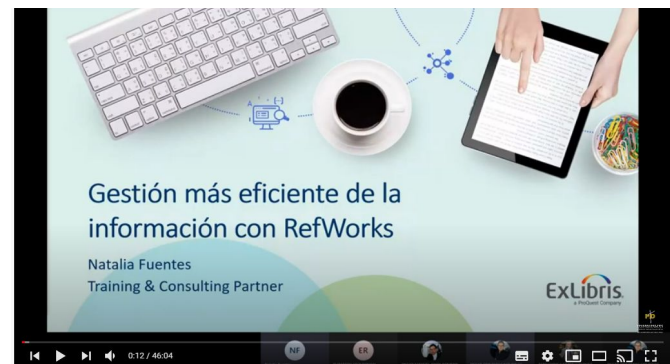 Gestión más eficiente de la
información con RefWorks
Natalia Fuentes
Training & Consulting Partner
ExLibris
a ProQuest Company
0:12 / 46:04
NF
ER